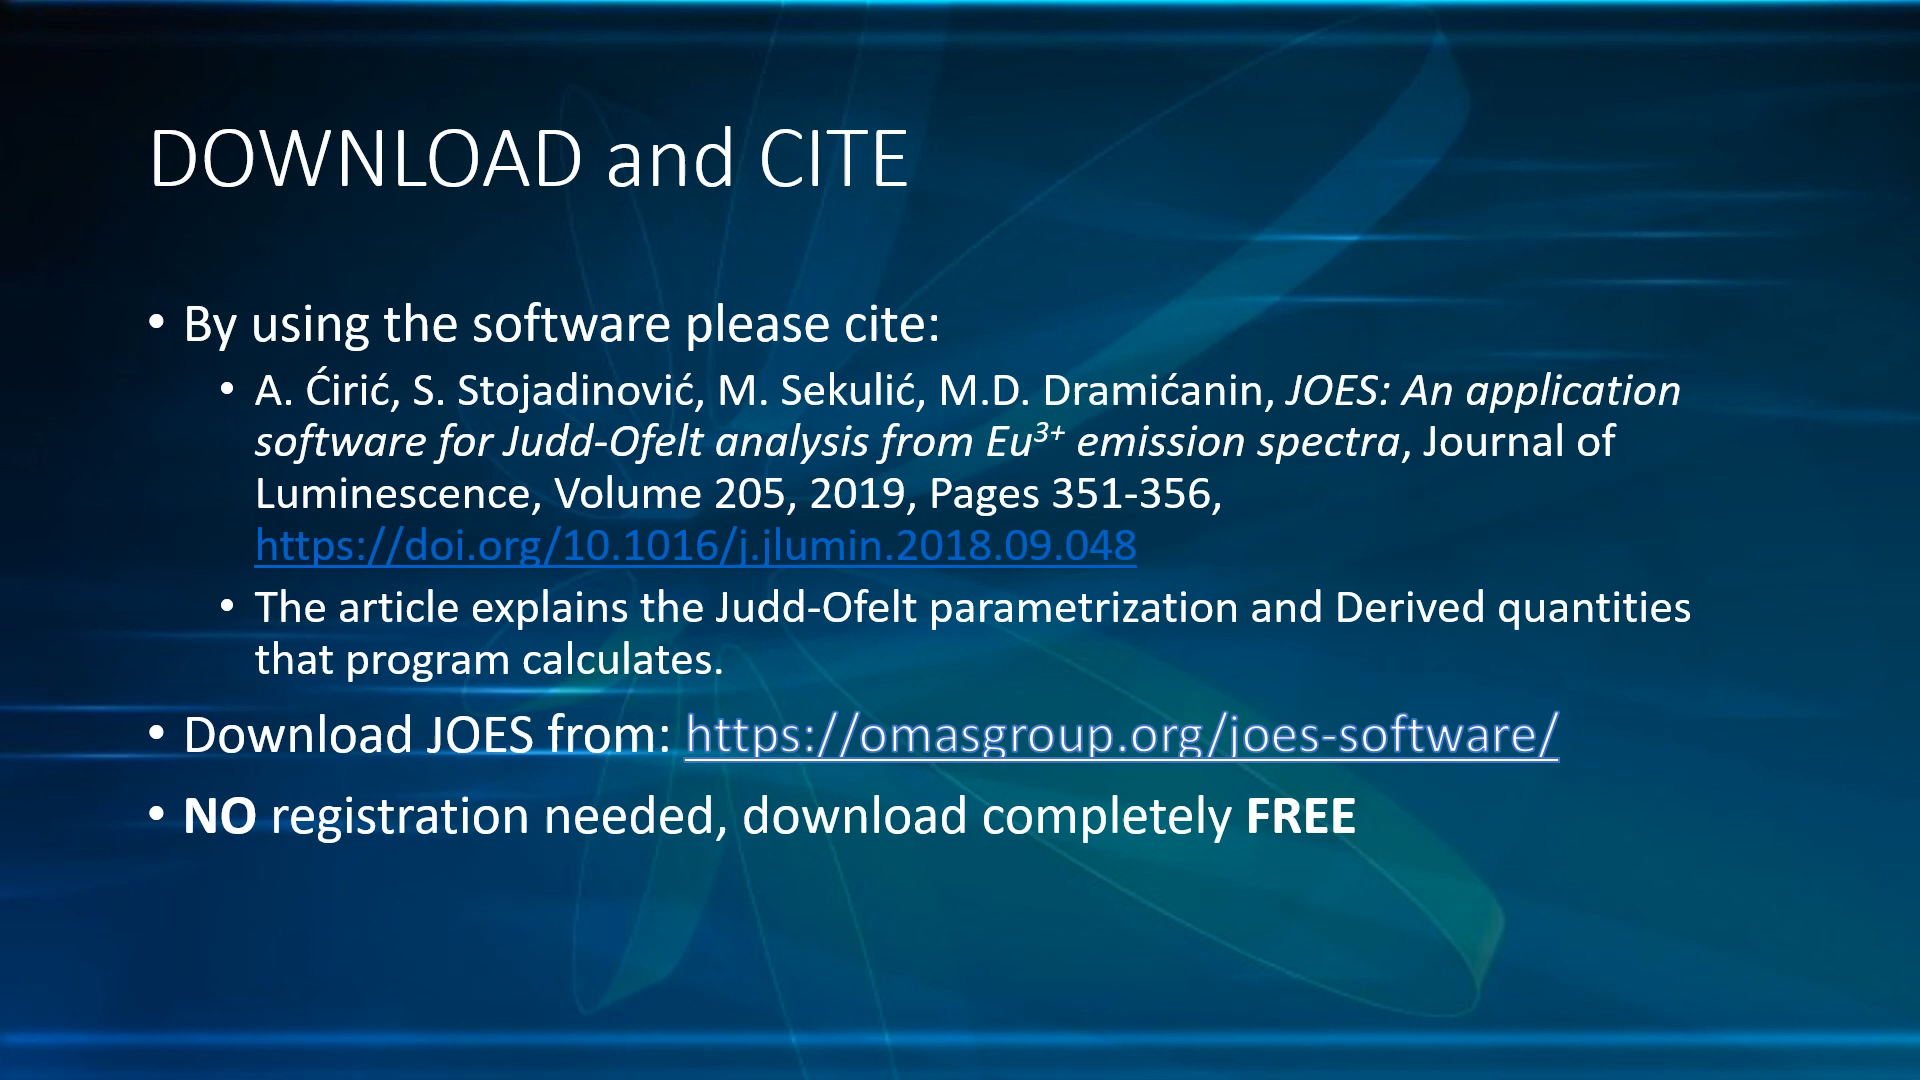 DOWNLOAD and CITE
• By using the software please cite:
• A. Ćirić, S. Stojadinović, M. Sekulić, M.D. Dramićanin, JOES: An application
software for Judd-Ofelt analysis from Eu³⁺ emission spectra, Journal of
Luminescence, Volume 205, 2019, Pages 351-356,
https://doi.org/10.1016/j.jlumin.2018.09.048
• The article explains the Judd-Ofelt parametrization and Derived quantities
that program calculates.
• Download JOES from: https://omasgroup.org/joes-software/
• NO registration needed, download completely FREE